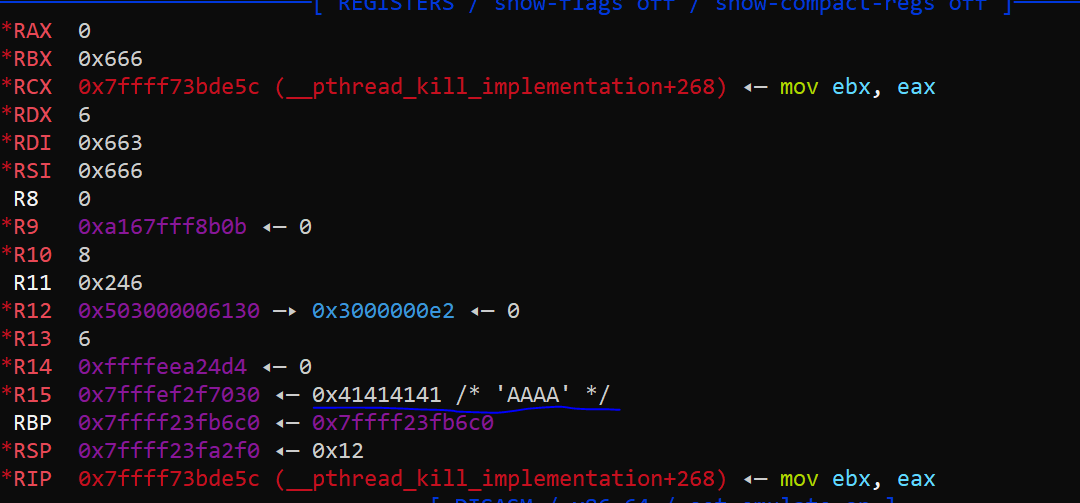 [ REGISTERS / show-flags off / show-compact-regs off ]
*RAX 0
*RBX 0x666
*RCX 0x7ffff73bde5c (__pthread_kill_implementation+268) ◂— mov ebx, eax
*RDX 6
*RDI 0x663
*RSI 0x666
R8 0
*R9 0xa167fff8b0b ◂— 0
*R10 8
R11 0x246
*R12 0x503000006130 —▸ 0x3000000e2 ◂— 0
*R13 6
*R14 0xffffeea24d4 ◂— 0
*R15 0x7fffef2f7030 ◂— 0x41414141 /* 'AAAA' */
RBP 0x7ffff23fb6c0 ◂— 0x7ffff23fb6c0
*RSP 0x7ffff23fa2f0 ◂— 0x12
*RIP 0x7ffff73bde5c (__pthread_kill_implementation+268) ◂— mov ebx, eax